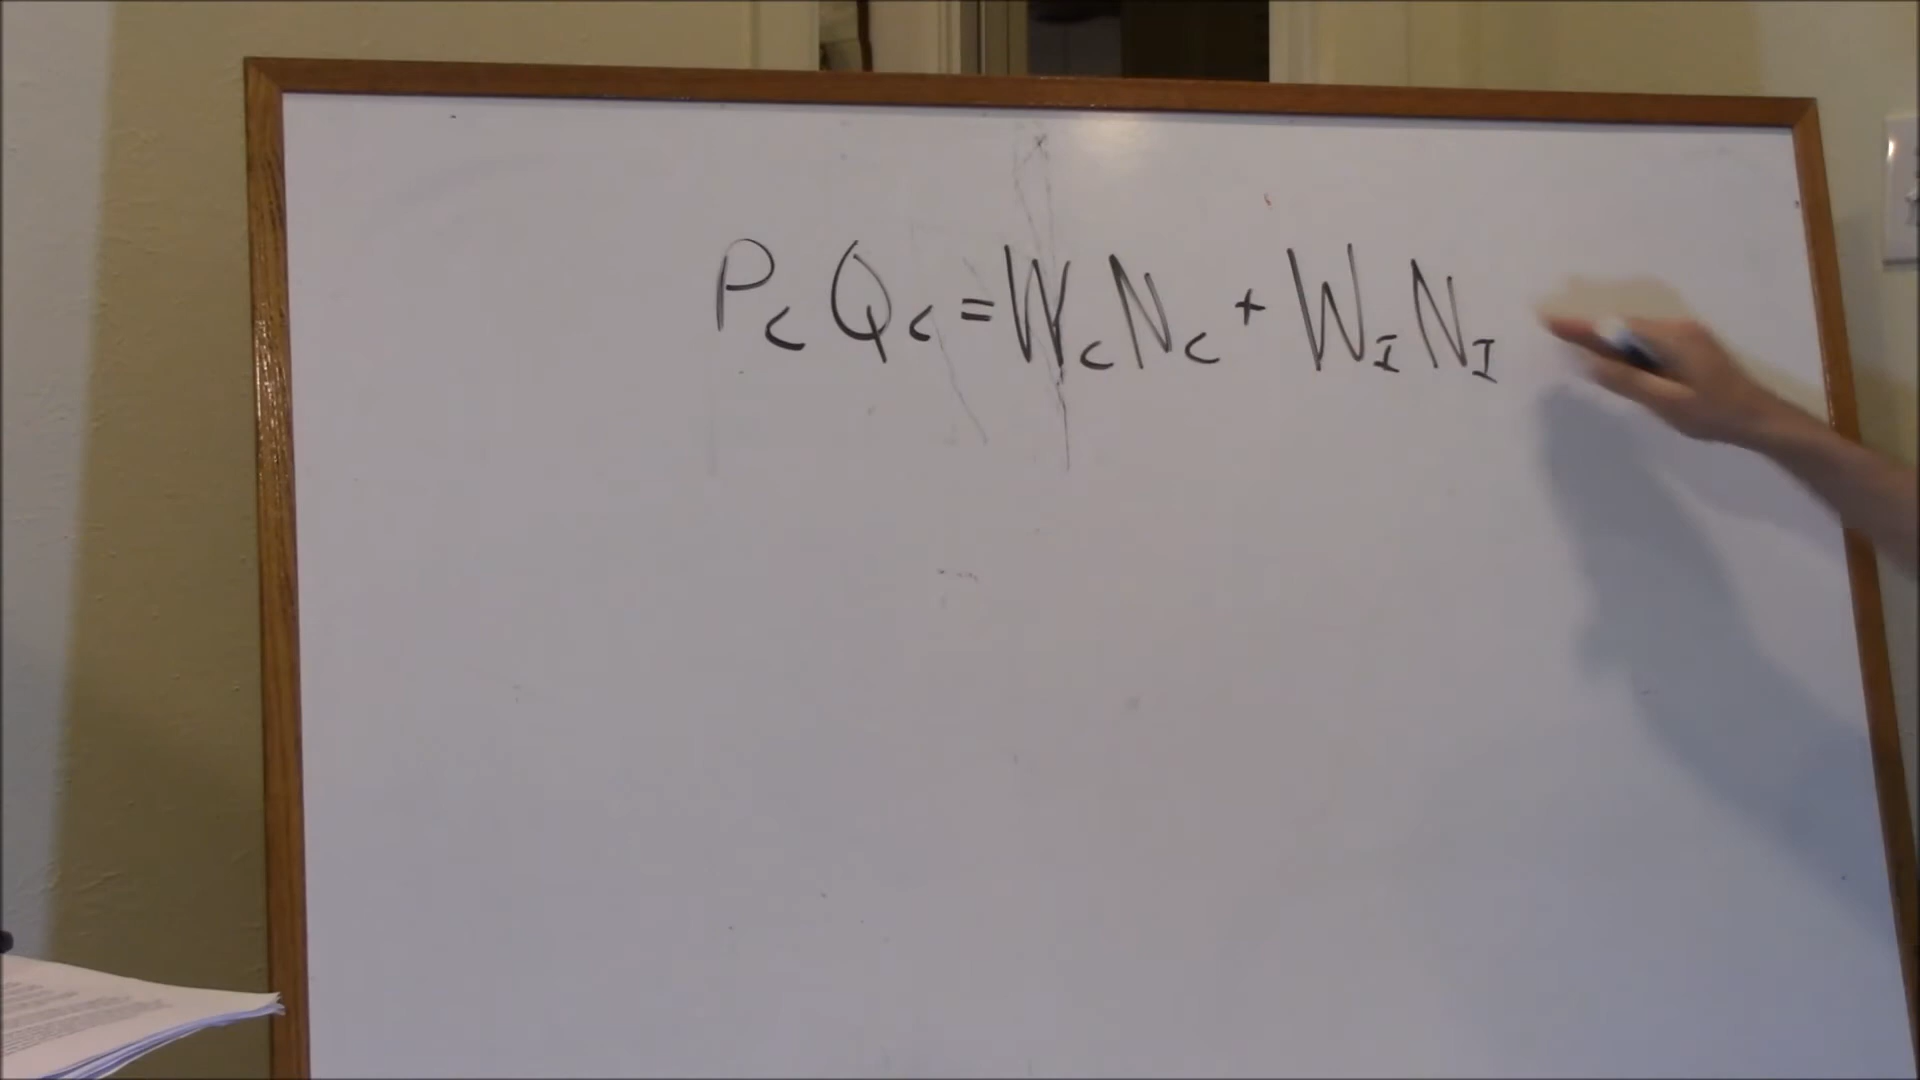 P_C Q_C = W_C N_C + W_I N_I